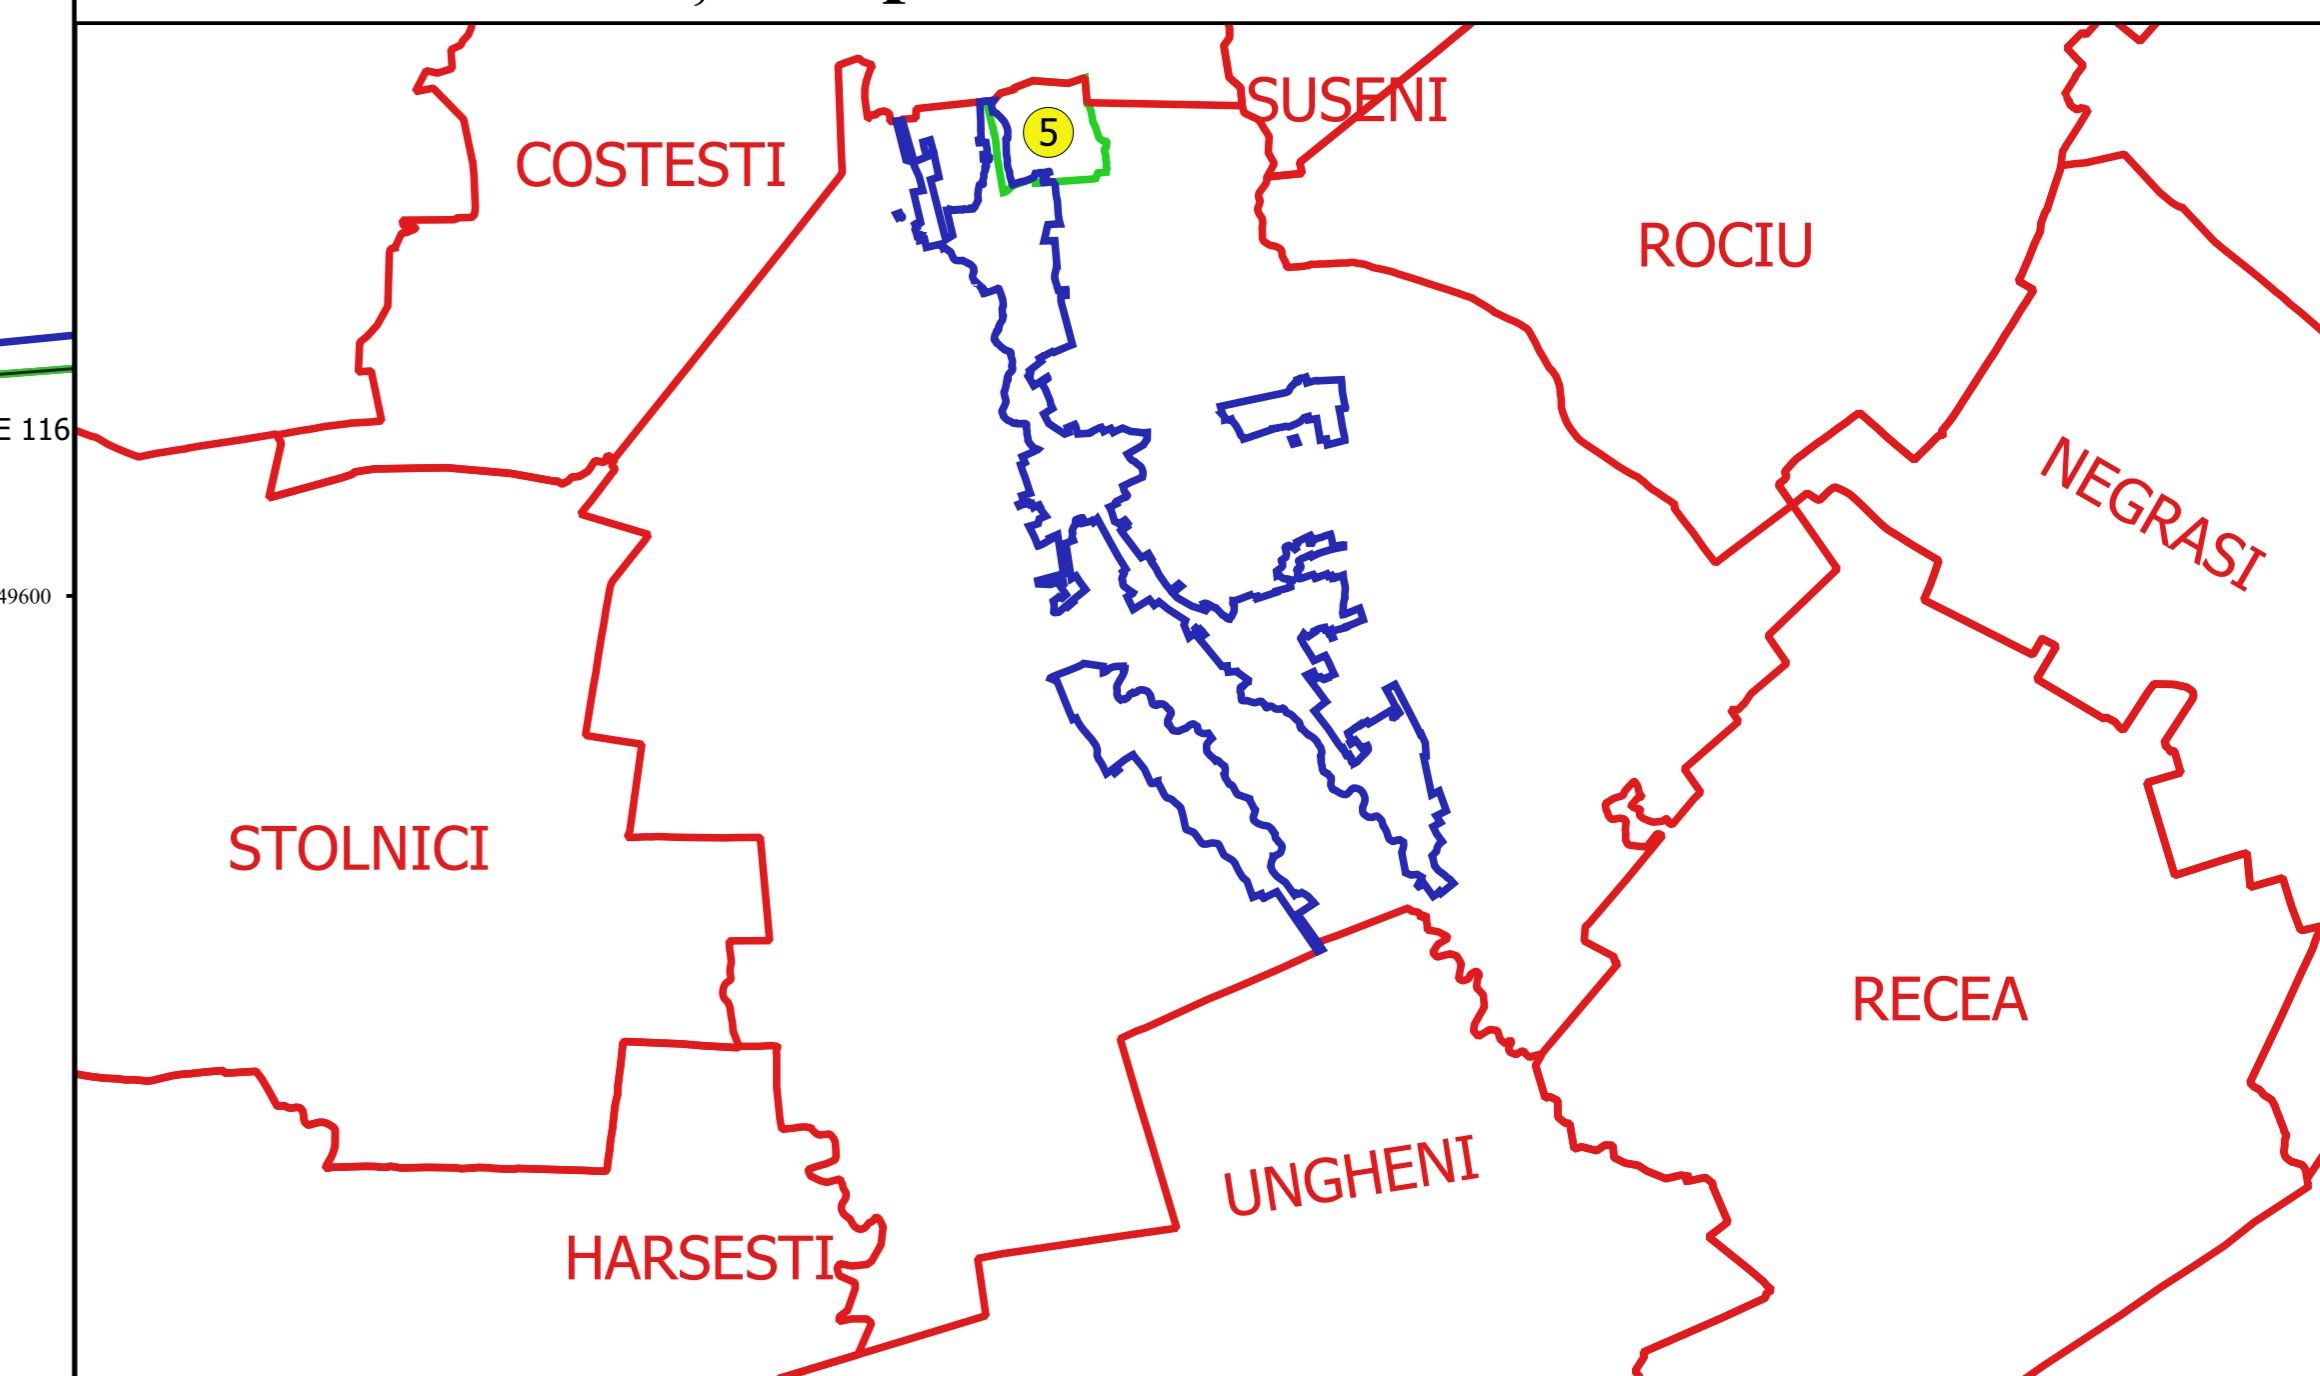 SUSENI
5
COSTESTI
ROCIU
E 116
NEGRASI
49600
STOLNICI
RECEA
UNGHENI
HARSESTI